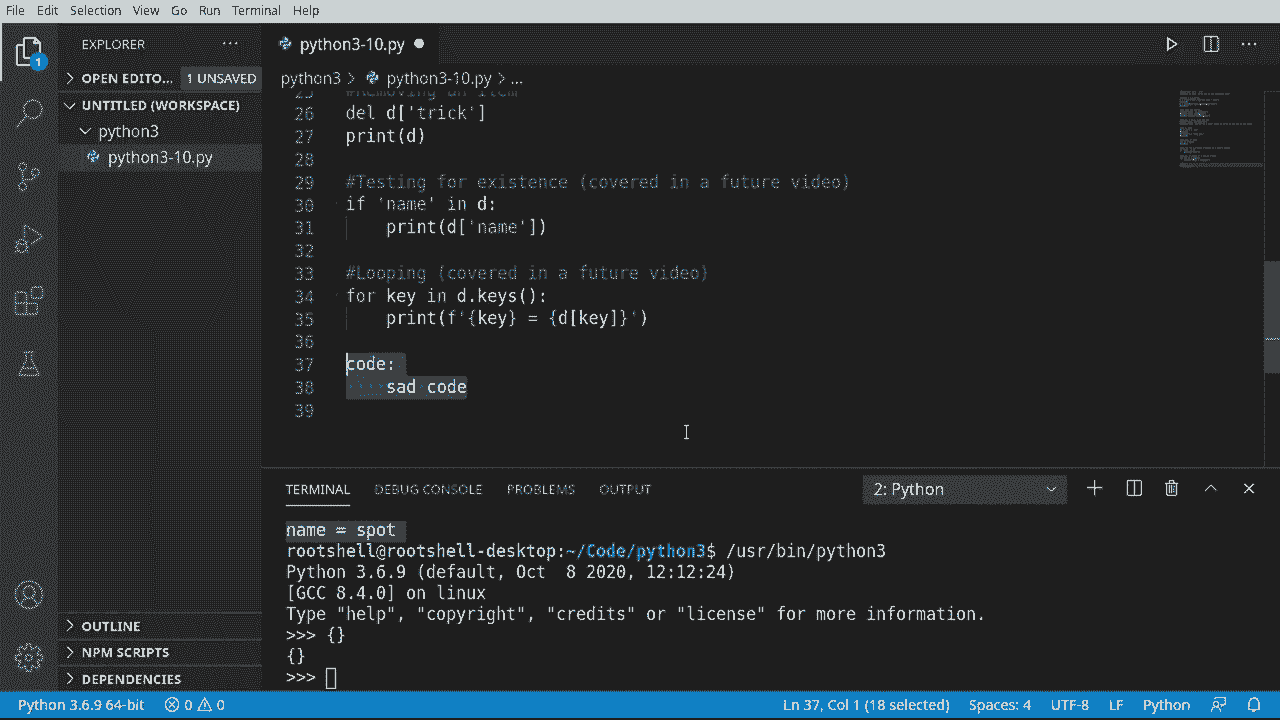 File Edit Selection View Go Run Terminal Help
EXPLORER
OPEN EDITO... 1 UNSAVED
UNTITLED (WORKSPACE)
python3
python3-10.py
OUTLINE
NPM SCRIPTS
DEPENDENCIES
1
python3-10.py
python3 > python3-10.py > ...
25 #Removing an item
26 del d['trick']
27 print(d)
28
29 #Testing for existence (covered in a future video)
30 if 'name' in d:
31     print(d['name'])
32
33 #Looping (covered in a future video)
34 for key in d.keys():
35     print(f'{key} = {d[key]}')
36
37 code:
38     sad code
39
TERMINAL DEBUG CONSOLE PROBLEMS OUTPUT 2: Python
name = spot
rootshell@rootshell-desktop:~/Code/python3$ /usr/bin/python3
Python 3.6.9 (default, Oct  8 2020, 12:12:24)
[GCC 8.4.0] on linux
Type "help", "copyright", "credits" or "license" for more information.
>>> {}
{}
>>>
Python 3.6.9 64-bit 0 0 Ln 37, Col 1 (18 selected) Spaces: 4 UTF-8 LF Python